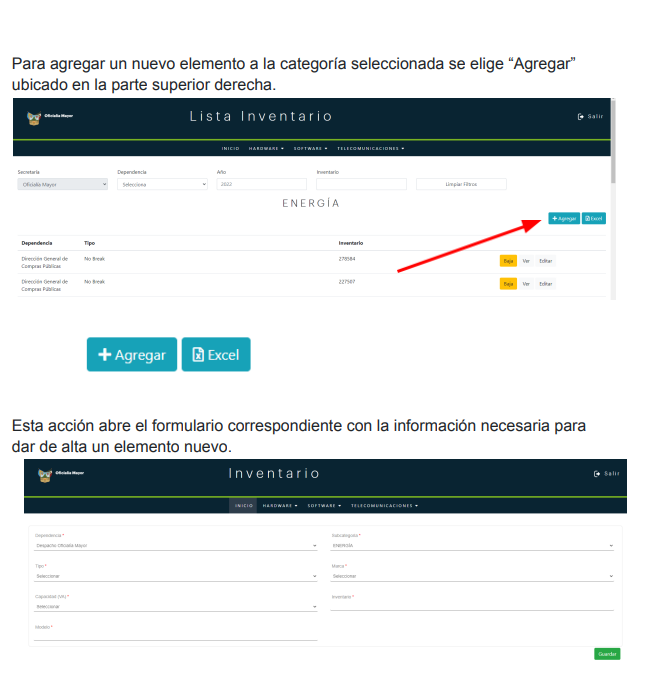 Para agregar un nuevo elemento a la categoría seleccionada se elige “Agregar”
ubicado en la parte superior derecha.
Oficialía Mayor
Lista Inventario
Salir
INICIO HARDWARE SOFTWARE TELECOMUNICACIONES
Secretaría Dependencia Año Inventario
Oficialía Mayor Selecciona 2022 Limpiar Filtros
ENERGÍA
Agregar Excel
Dependencia Tipo Inventario
Dirección General de
Compras Públicas
No Break 278584 Baja Ver Editar
Dirección General de
Compras Públicas
No Break 227507 Baja Ver Editar
Agregar Excel
Esta acción abre el formulario correspondiente con la información necesaria para
dar de alta un elemento nuevo.
Oficialía Mayor
Inventario
Salir
INICIO HARDWARE SOFTWARE TELECOMUNICACIONES
Dependencia * Subcategoría *
Despacho Oficialía Mayor ENERGÍA
Tipo * Marca *
Seleccionar Seleccionar
Capacidad (VA) * Inventario *
Seleccionar
Modelo *
Guardar